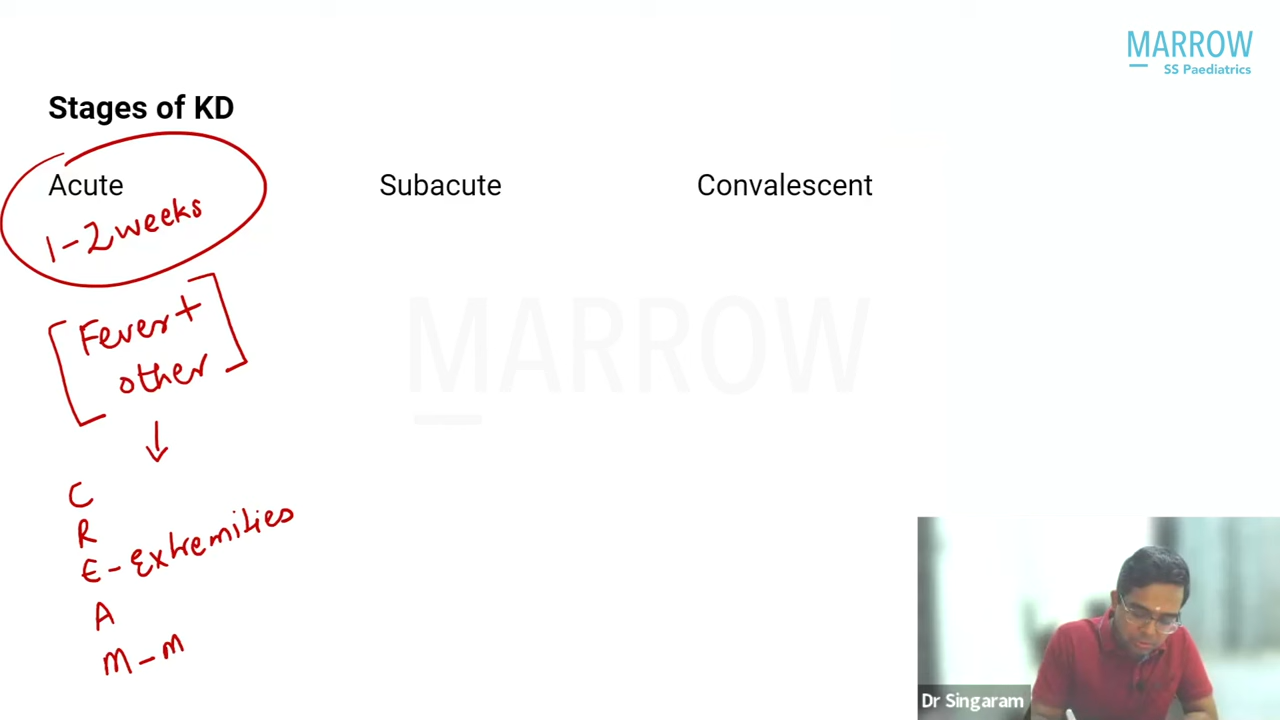 MARROW
SS Paediatrics
Stages of KD
Acute Subacute Convalescent
1-2 weeks
[Fever +
other]
↓
C
R
E - Extremities
A
M - m
MARROW
Dr Singaram